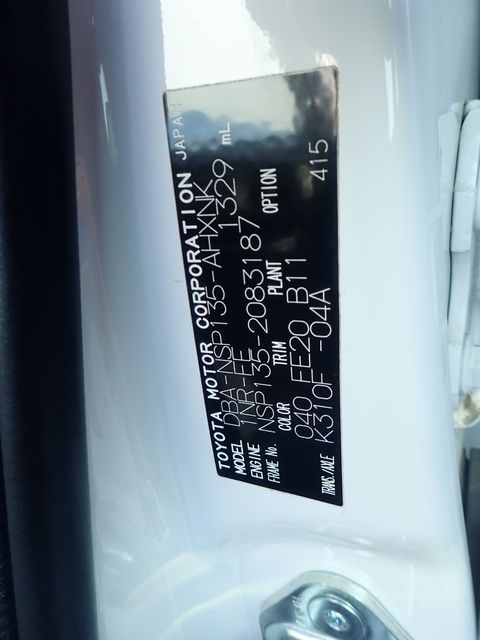 TOYOTA MOTOR CORPORATION JAPAN
MODEL DBA-NSP135-AHXNK
ENGINE 1NR-FE 1329 mL
FRAME No. NSP135-2083187
COLOR TRIM PLANT OPTION
040 FE20 B11 415
TRANS./AXLE K310F -04A